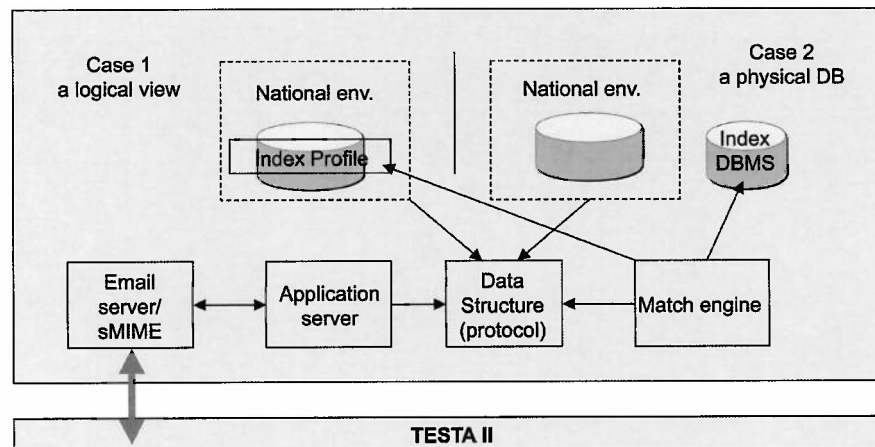 Case 1
a logical view
National env.
Index Profile
National env.
Case 2
a physical DB
Index
DBMS
Email
server/
sMIME
Application
server
Data
Structure
(protocol)
Match engine
TESTA II